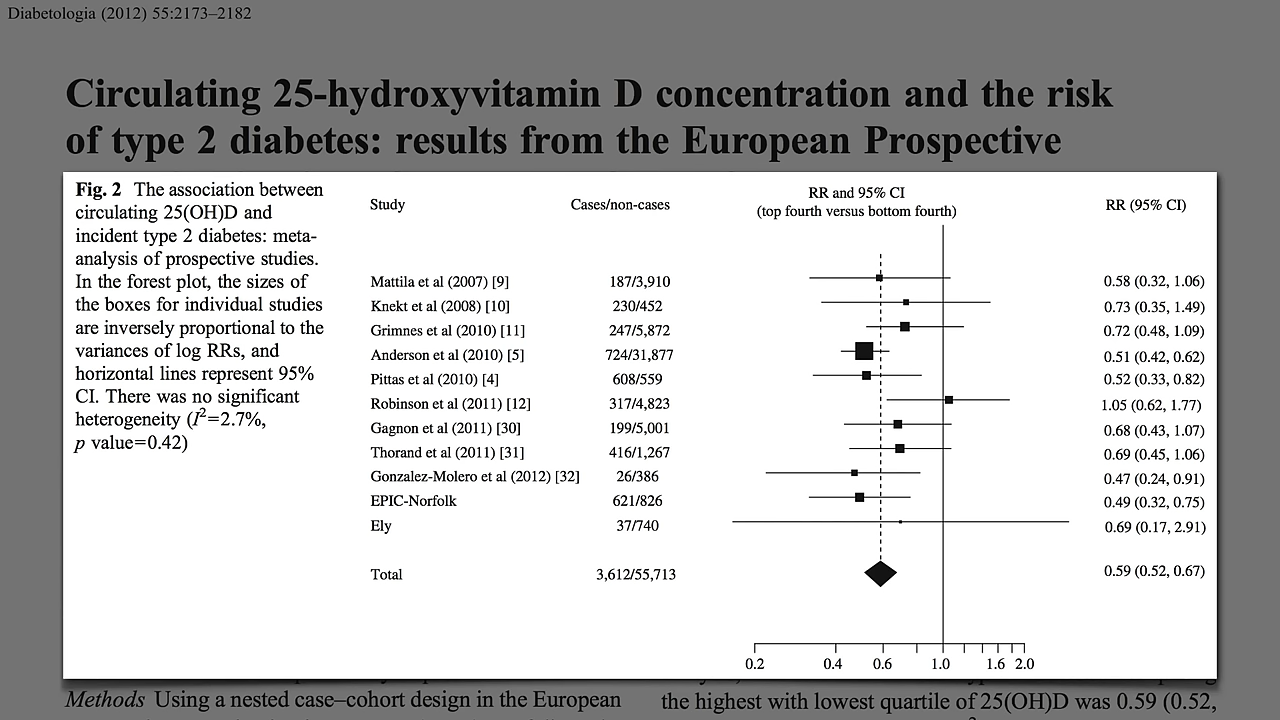 Diabetologia (2012) 55:2173–2182
Circulating 25-hydroxyvitamin D concentration and the risk
of type 2 diabetes: results from the European Prospective
Fig. 2 The association between
circulating 25(OH)D and
incident type 2 diabetes: meta-
analysis of prospective studies.
In the forest plot, the sizes of
the boxes for individual studies
are inversely proportional to the
variances of log RRs, and
horizontal lines represent 95%
CI. There was no significant
heterogeneity (I²=2.7%,
p value=0.42)
Study Cases/non-cases RR and 95% CI RR (95% CI)
(top fourth versus bottom fourth)
Mattila et al (2007) [9] 187/3,910 0.58 (0.32, 1.06)
Knekt et al (2008) [10] 230/452 0.73 (0.35, 1.49)
Grimnes et al (2010) [11] 247/5,872 0.72 (0.48, 1.09)
Anderson et al (2010) [5] 724/31,877 0.51 (0.42, 0.62)
Pittas et al (2010) [4] 608/559 0.52 (0.33, 0.82)
Robinson et al (2011) [12] 317/4,823 1.05 (0.62, 1.77)
Gagnon et al (2011) [30] 199/5,001 0.68 (0.43, 1.07)
Thorand et al (2011) [31] 416/1,267 0.69 (0.45, 1.06)
Gonzalez-Molero et al (2012) [32] 26/386 0.47 (0.24, 0.91)
EPIC-Norfolk 621/826 0.49 (0.32, 0.75)
Ely 37/740 0.69 (0.17, 2.91)
Total 3,612/55,713 0.59 (0.52, 0.67)
0.2 0.4 0.6 1.0 1.6 2.0
Methods Using a nested case–cohort design in the European
the highest with lowest quartile of 25(OH)D was 0.59 (0.52,